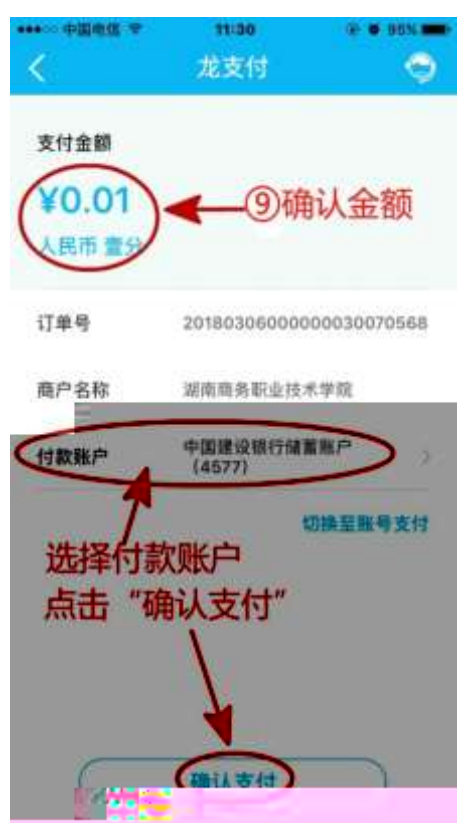 中国电信 11:30 95%
龙支付
支付金额
¥0.01
⑨确认金额
人民币 壹分
订单号 20180306000000030070568
商户名称 湖南商务职业技术学院
付款账户 中国建设银行储蓄账户
(4577)
切换至账号支付
选择付款账户
点击“确认支付”
确认支付